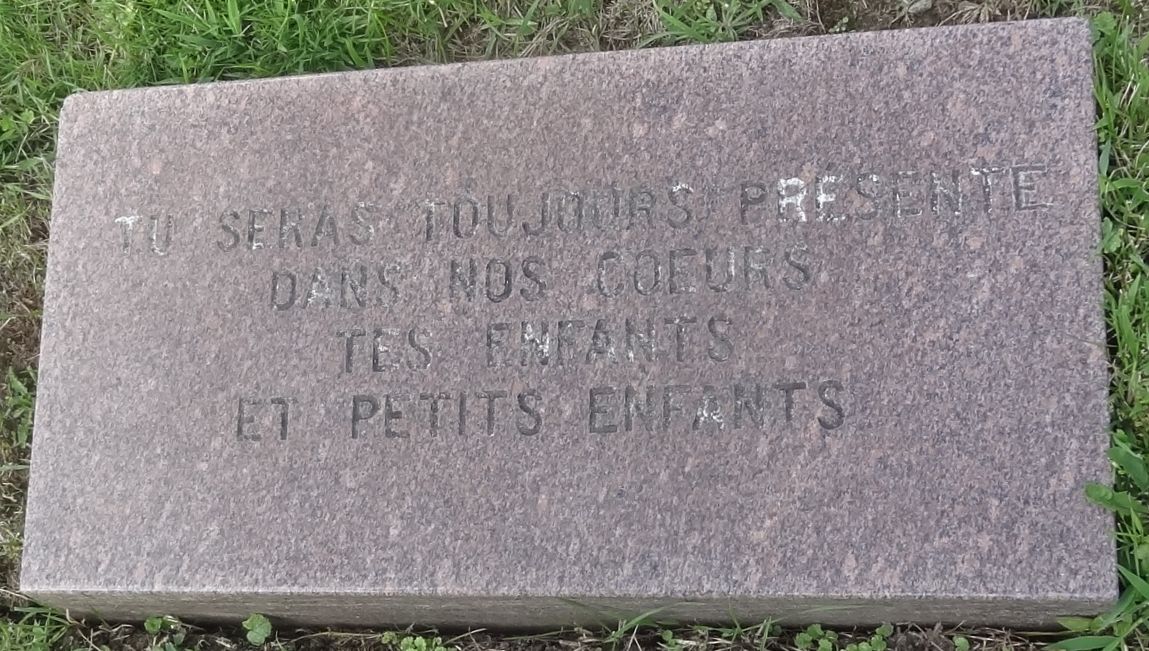 TU SERAS TOUJOURS PRÉSENTE
DANS NOS COEURS
TES ENFANTS
ET PETITS ENFANTS